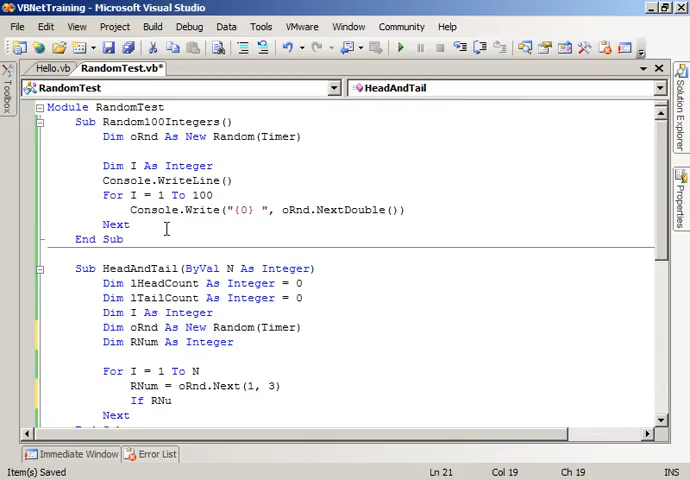 VBNetTraining - Microsoft Visual Studio
File Edit View Project Build Debug Data Tools VMware Window Community Help
Hello.vb RandomTest.vb*
RandomTest HeadAndTail
Toolbox
Solution Explorer
Properties
Module RandomTest
Sub Random100Integers()
Dim oRnd As New Random(Timer)
Dim I As Integer
Console.WriteLine()
For I = 1 To 100
Console.Write("{0} ", oRnd.NextDouble())
Next
End Sub
Sub HeadAndTail(ByVal N As Integer)
Dim lHeadCount As Integer = 0
Dim lTailCount As Integer = 0
Dim I As Integer
Dim oRnd As New Random(Timer)
Dim RNum As Integer
For I = 1 To N
RNum = oRnd.Next(1, 3)
If RNu
Next
Immediate Window Error List
Item(s) Saved Ln 21 Col 19 Ch 19 INS